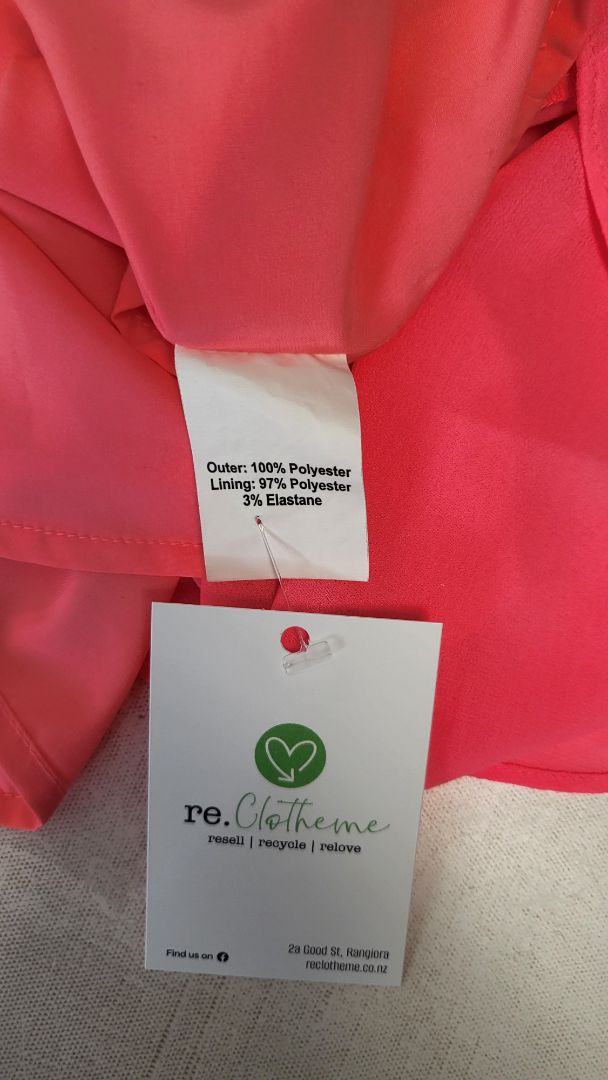 Outer: 100% Polyester
Lining: 97% Polyester
3% Elastane
re.Clotheme
resell | recycle | relove
Find us on
2a Good St, Rangiora
reclotheme.co.nz